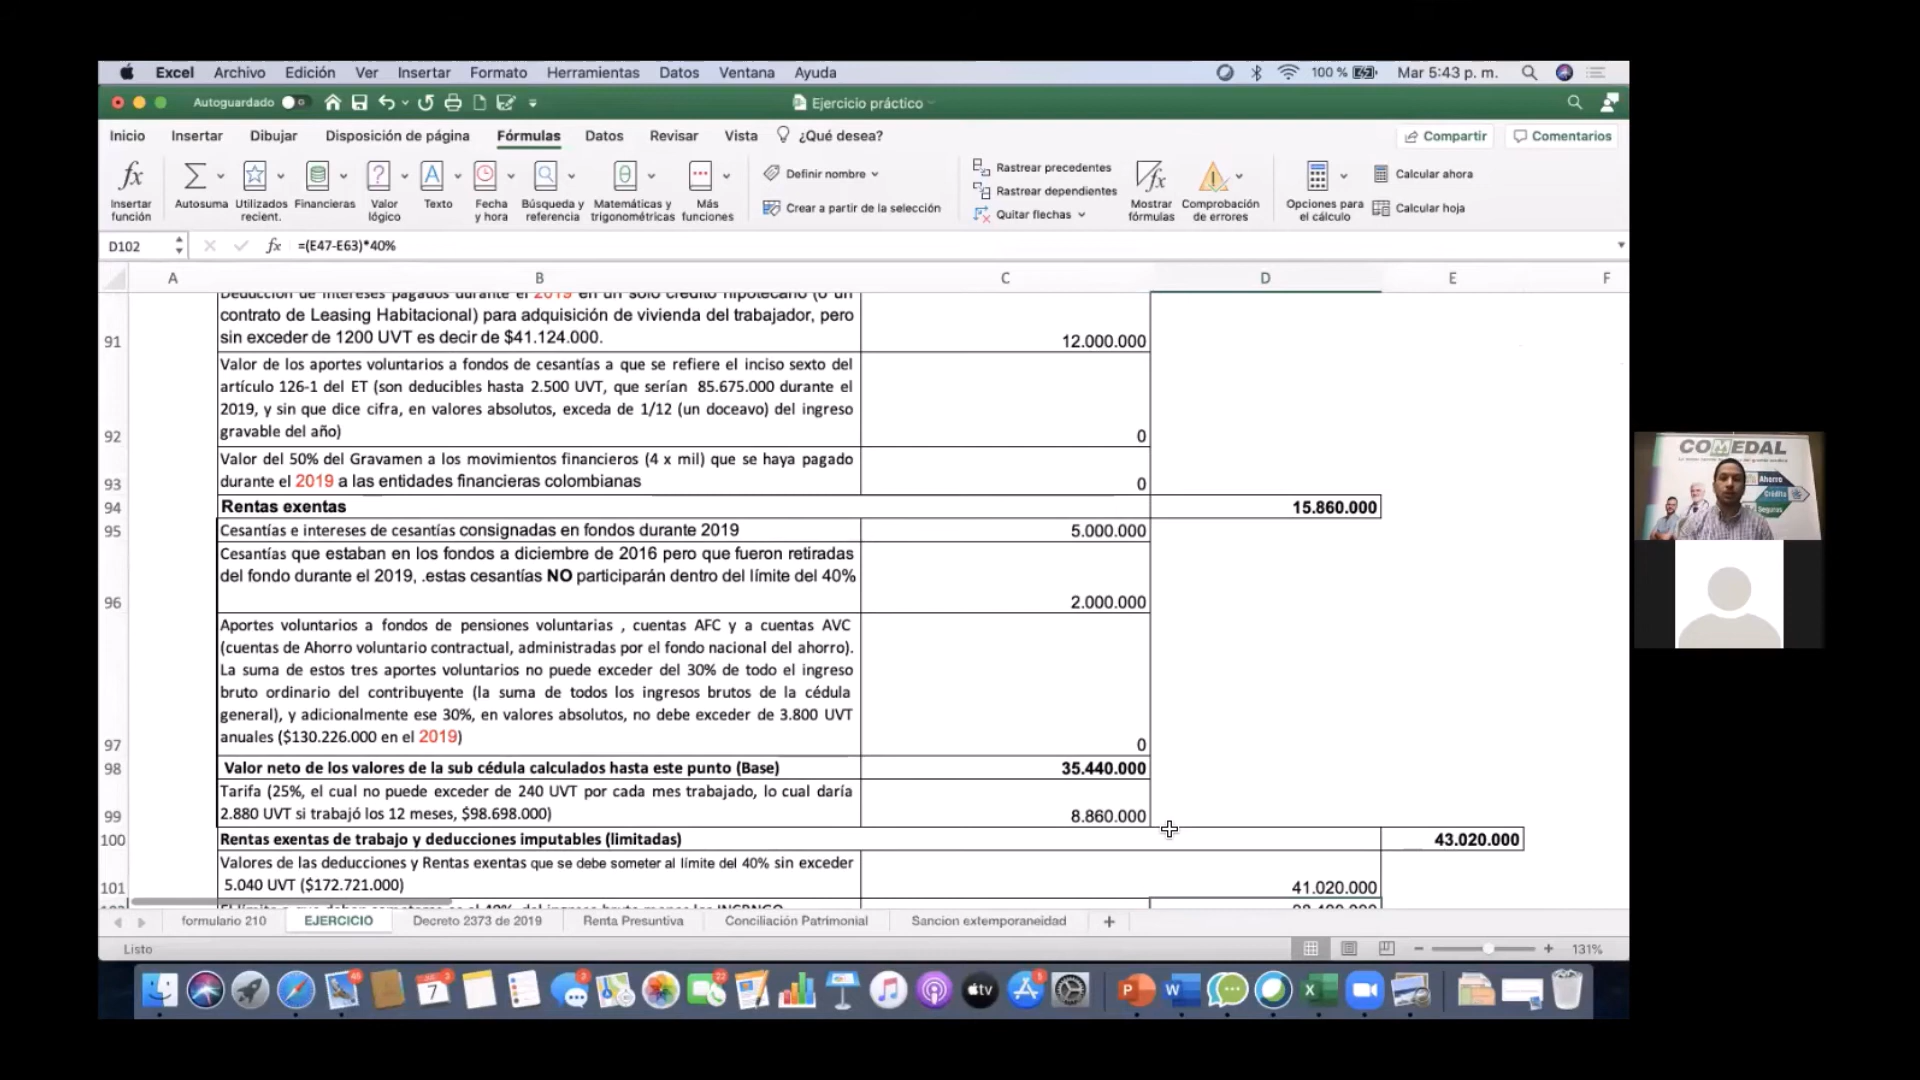 Excel Archivo Edición Ver Insertar Formato Herramientas Datos Ventana Ayuda
100 % Mar 5:43 p. m.
Autoguardado
Ejercicio práctico
Inicio Insertar Dibujar Disposición de página Fórmulas Datos Revisar Vista ¿Qué desea?
Compartir Comentarios
Insertar función
Autosuma
Utilizados recient.
Financieras
Valor lógico
Texto
Fecha y hora
Búsqueda y referencia
Matemáticas y trigonométricas
Más funciones
Definir nombre
Crear a partir de la selección
Rastrear precedentes
Rastrear dependientes
Quitar flechas
Mostrar fórmulas
Comprobación de errores
Opciones para el cálculo
Calcular ahora
Calcular hoja
D102 fx =(E47-E63)*40%
A B C D E F
Deducción de intereses pagados durante el 2019 en un solo crédito hipotecario (o un
contrato de Leasing Habitacional) para adquisición de vivienda del trabajador, pero
91 sin exceder de 1200 UVT es decir de $41.124.000. 12.000.000
Valor de los aportes voluntarios a fondos de cesantías a que se refiere el inciso sexto del
artículo 126-1 del ET (son deducibles hasta 2.500 UVT, que serían 85.675.000 durante el
2019, y sin que dice cifra, en valores absolutos, exceda de 1/12 (un doceavo) del ingreso
92 gravable del año) 0
Valor del 50% del Gravamen a los movimientos financieros (4 x mil) que se haya pagado
93 durante el 2019 a las entidades financieras colombianas 0
94 Rentas exentas 15.860.000
95 Cesantías e intereses de cesantías consignadas en fondos durante 2019 5.000.000
Cesantías que estaban en los fondos a diciembre de 2016 pero que fueron retiradas
del fondo durante el 2019, .estas cesantías NO participarán dentro del límite del 40%
96 2.000.000
Aportes voluntarios a fondos de pensiones voluntarias , cuentas AFC y a cuentas AVC
(cuentas de Ahorro voluntario contractual, administradas por el fondo nacional del ahorro).
La suma de estos tres aportes voluntarios no puede exceder del 30% de todo el ingreso
bruto ordinario del contribuyente (la suma de todos los ingresos brutos de la cédula
general), y adicionalmente ese 30%, en valores absolutos, no debe exceder de 3.800 UVT
97 anuales ($130.226.000 en el 2019) 0
98 Valor neto de los valores de la sub cédula calculados hasta este punto (Base) 35.440.000
Tarifa (25%, el cual no puede exceder de 240 UVT por cada mes trabajado, lo cual daría
99 2.880 UVT si trabajó los 12 meses, $98.698.000) 8.860.000
100 Rentas exentas de trabajo y deducciones imputables (limitadas) 43.020.000
Valores de las deducciones y Rentas exentas que se debe someter al límite del 40% sin exceder
101 5.040 UVT ($172.721.000) 41.020.000
formulario 210 EJERCICIO Decreto 2373 de 2019 Renta Presuntiva Conciliación Patrimonial Sancion extemporaneidad +
Listo 131%
COMEDAL
Ahorro
Crédito
Seguros